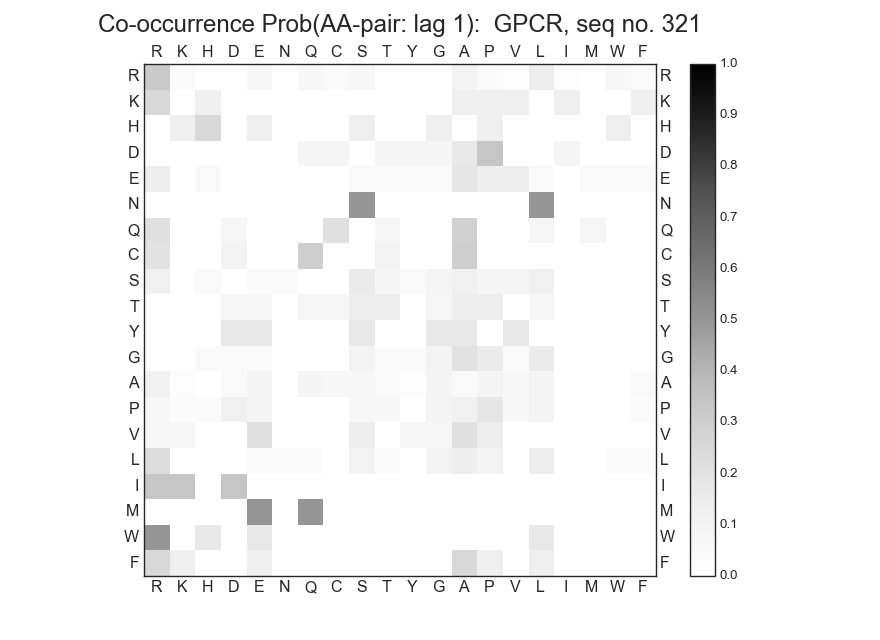 Co-occurrence Prob(AA-pair: lag 1):  GPCR, seq no. 321
R K H D E N Q C S T Y G A P V L I M W F
R R 1.0
K K 0.9
H H
D D 0.8
E E
N N 0.7
Q Q
C C 0.6
S S
T T 0.5
Y Y
G G 0.4
A A
P P 0.3
V V
L L 0.2
I I
M M 0.1
W W
F F 0.0
R K H D E N Q C S T Y G A P V L I M W F